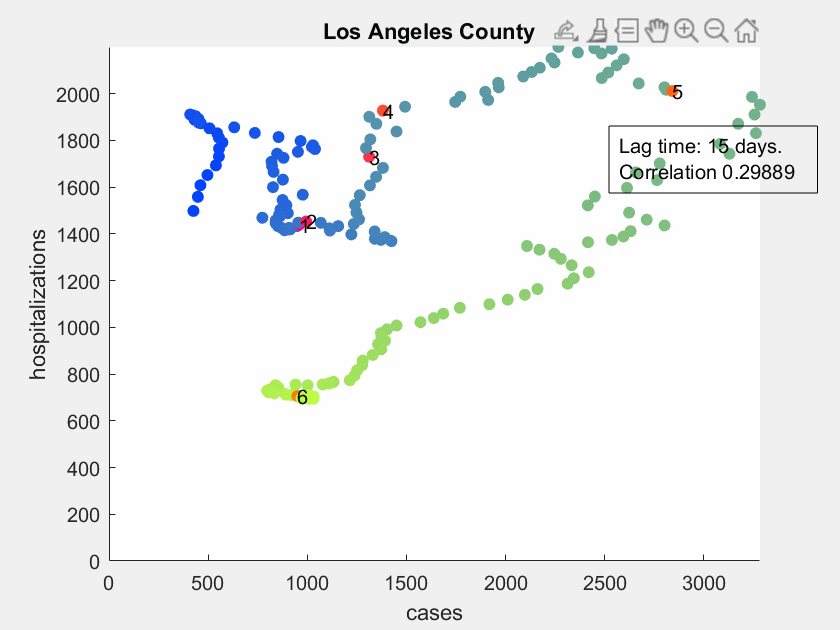 Los Angeles County
2000
1800
1600
1400
1200
1000
800
600
400
200
0
hospitalizations
0 500 1000 1500 2000 2500 3000
cases
Lag time: 15 days.
Correlation 0.29889
1
2
3
4
5
6